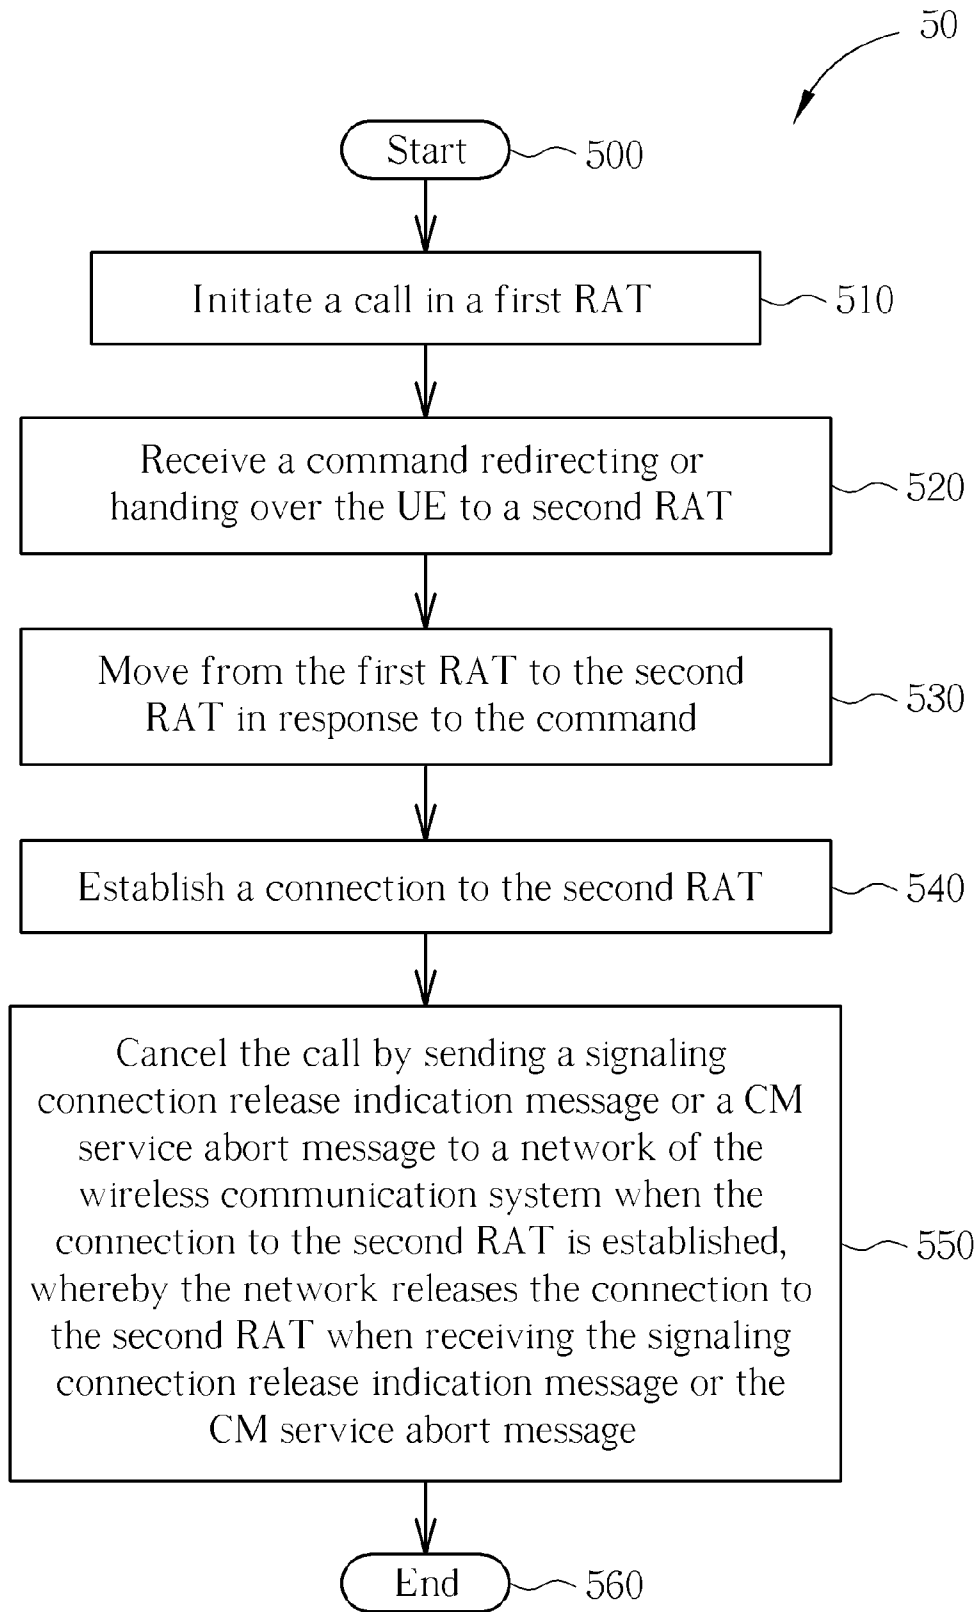 50
Start
500
Initiate a call in a first RAT
510
Receive a command redirecting or
handing over the UE to a second RAT
520
Move from the first RAT to the second
RAT in response to the command
530
Establish a connection to the second RAT
540
Cancel the call by sending a signaling
connection release indication message or a CM
service abort message to a network of the
wireless communication system when the
connection to the second RAT is established,
whereby the network releases the connection to
the second RAT when receiving the signaling
connection release indication message or the
CM service abort message
550
End
560